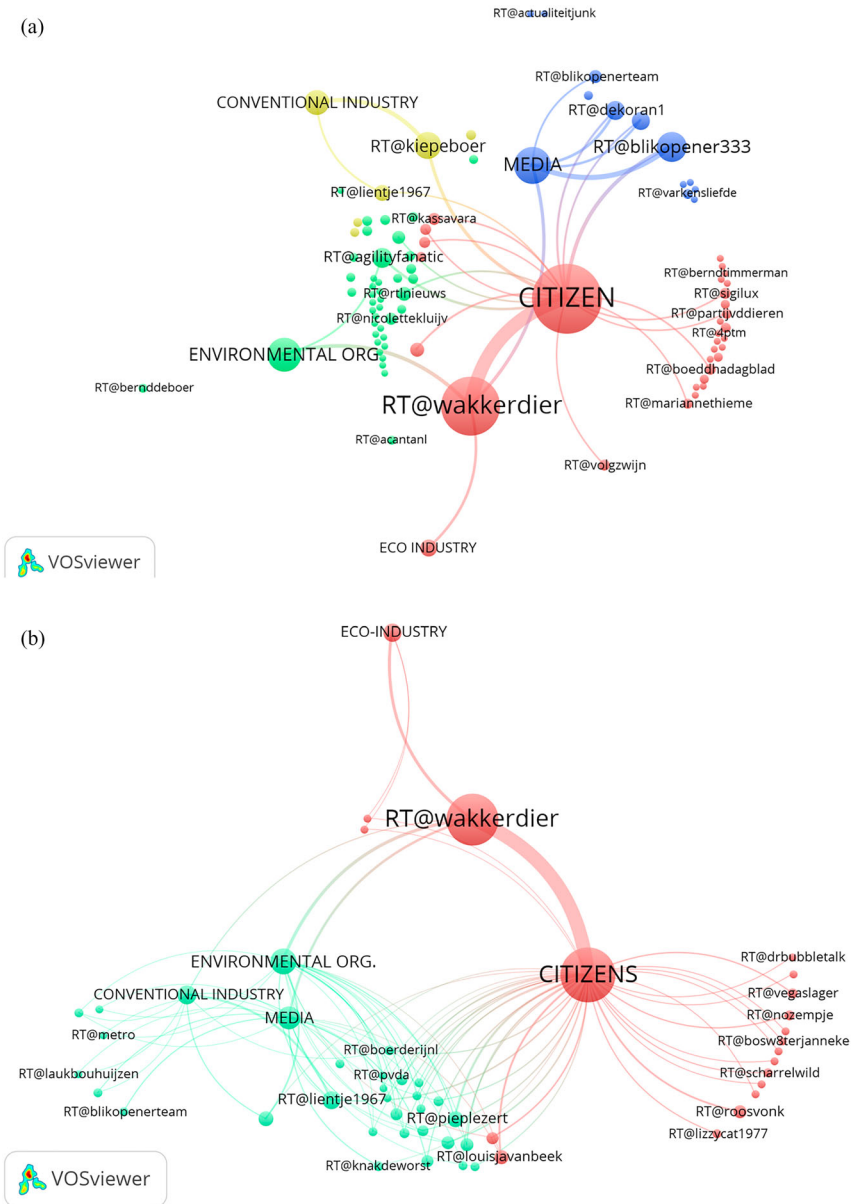 (a)
RT@actualiteitjunk
RT@blikopenerteam
CONVENTIONAL INDUSTRY
RT@dekoran1
RT@kiepeboer
RT@blikopener333
MEDIA
RT@lientje1967
RT@varkensliefde
RT@kassavara
RT@agilityfanatic
RT@berndtimmerman
RT@rtlnieuws
RT@sigilux
CITIZEN
RT@partijvddieren
RT@nicolettekluijv
RT@4ptm
ENVIRONMENTAL ORG.
RT@boeddhadagblad
RT@bernddeboer
RT@wakkerdier
RT@mariannethieme
RT@acantanl
RT@volgzwijn
ECO INDUSTRY
VOSviewer
(b)
ECO-INDUSTRY
RT@wakkerdier
RT@drbubbletalk
ENVIRONMENTAL ORG.
CITIZENS
CONVENTIONAL INDUSTRY
RT@vegaslager
MEDIA
RT@nozempje
RT@metro
RT@bosw8terjanneke
RT@boerderijnl
RT@laukbouhuijzen
RT@pvda
RT@scharrelwild
RT@lientje1967
RT@blikopenerteam
RT@pieplezert
RT@roosvonk
RT@lizzycat1977
RT@louisjavanbeek
RT@knakdeworst
VOSviewer